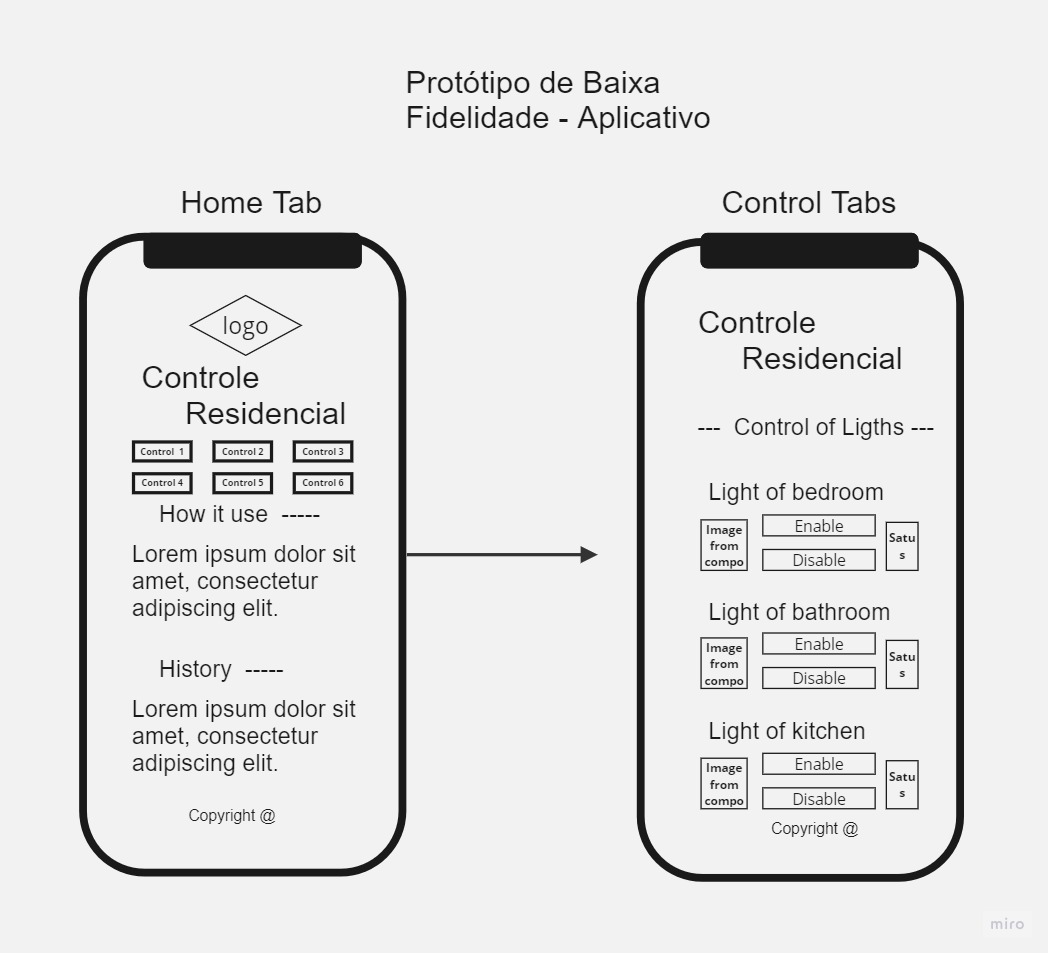 Protótipo de Baixa
Fidelidade - Aplicativo
Home Tab
logo
Controle
Residencial
Control 1
Control 2
Control 3
Control 4
Control 5
Control 6
How it use -----
Lorem ipsum dolor sit
amet, consectetur
adipiscing elit.
History -----
Lorem ipsum dolor sit
amet, consectetur
adipiscing elit.
Copyright @
Control Tabs
Controle
Residencial
--- Control of Ligths ---
Light of bedroom
Image
from
compo
Enable
Disable
Satu
s
Light of bathroom
Image
from
compo
Enable
Disable
Satu
s
Light of kitchen
Image
from
compo
Enable
Disable
Satu
s
Copyright @
miro